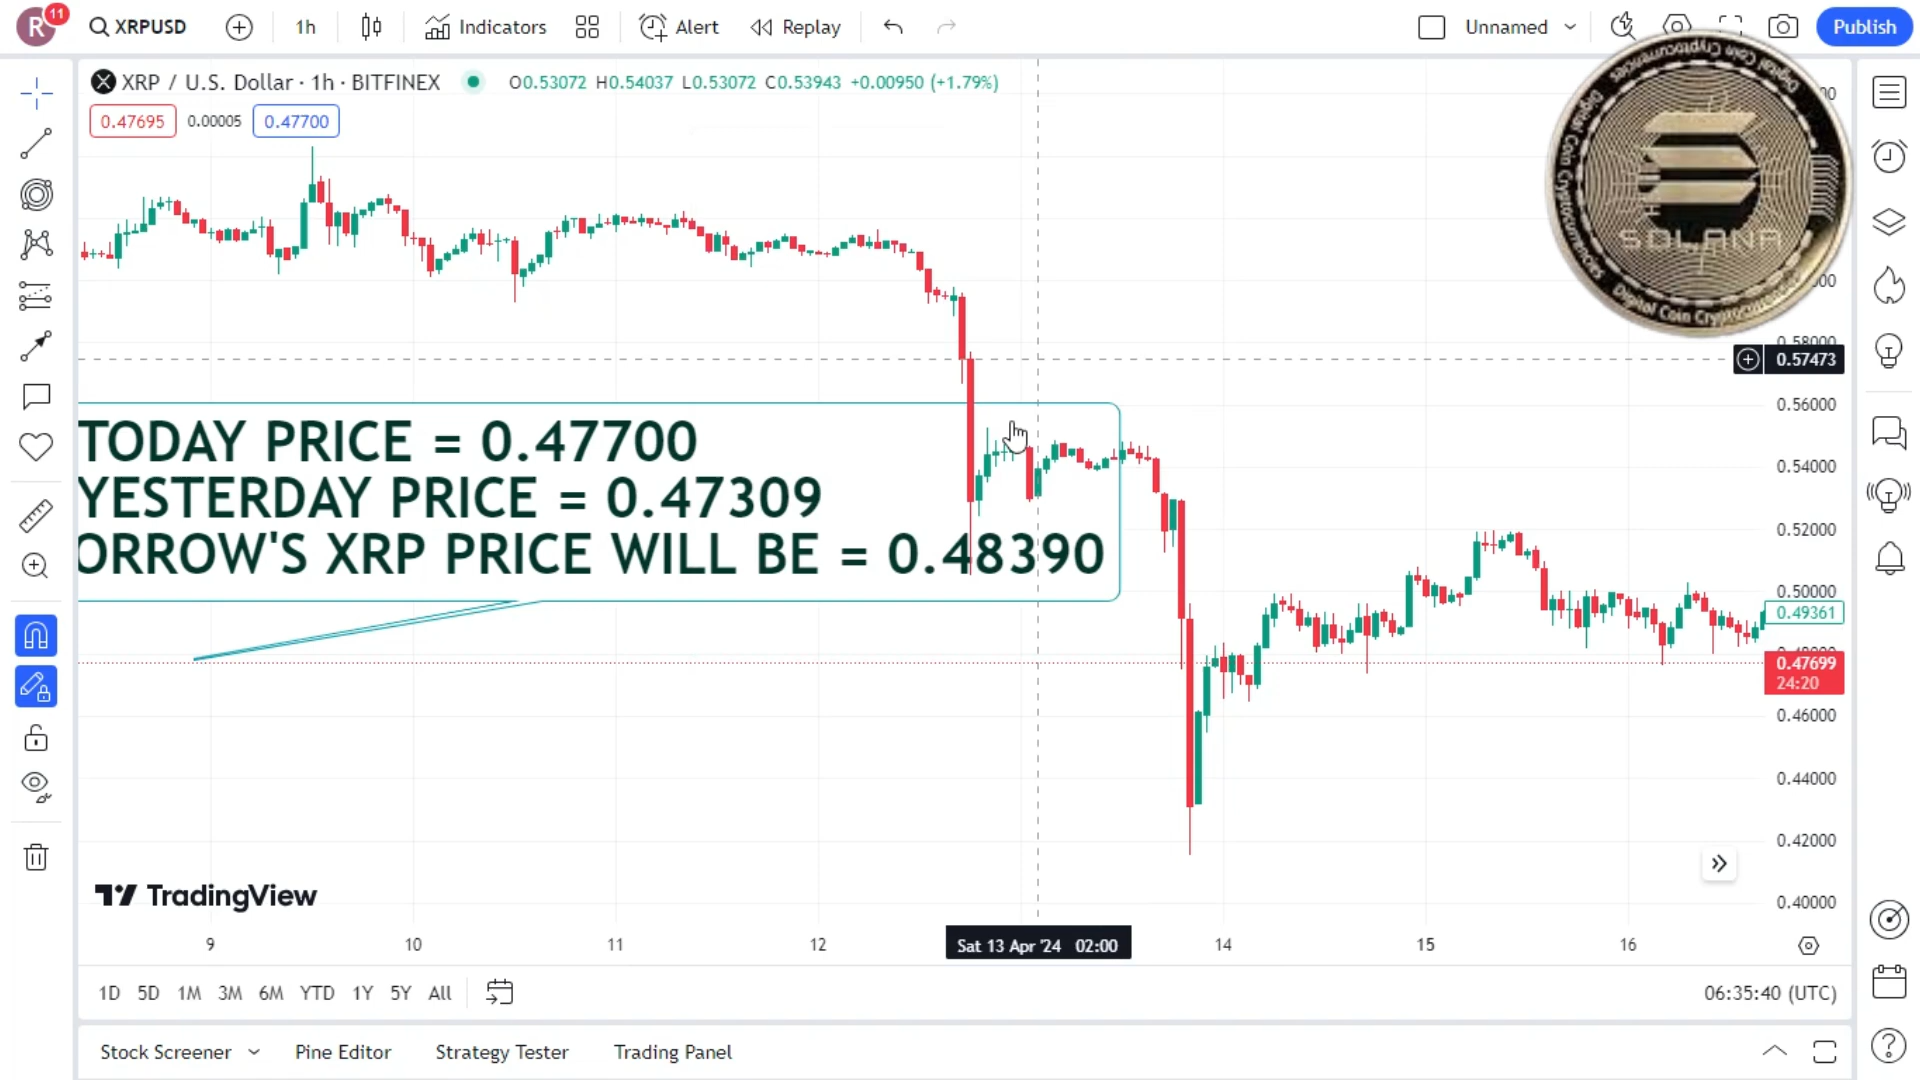 R
11
XRPUSD
1h
Indicators
Alert
Replay
Unnamed
Publish
XRP / U.S. Dollar · 1h · BITFINEX
O0.53072 H0.54037 L0.53072 C0.53943 +0.00950 (+1.79%)
0.47695
0.00005
0.47700
TODAY PRICE = 0.47700
YESTERDAY PRICE = 0.47309
ORROW'S XRP PRICE WILL BE = 0.48390
Digital Coin Cryptocurrencies
SOLANA
0.57473
0.56000
0.54000
0.52000
0.50000
0.49361
0.47699
24:20
0.46000
0.44000
0.42000
0.40000
TradingView
9
10
11
12
Sat 13 Apr '24 02:00
14
15
16
1D
5D
1M
3M
6M
YTD
1Y
5Y
All
06:35:40 (UTC)
Stock Screener
Pine Editor
Strategy Tester
Trading Panel